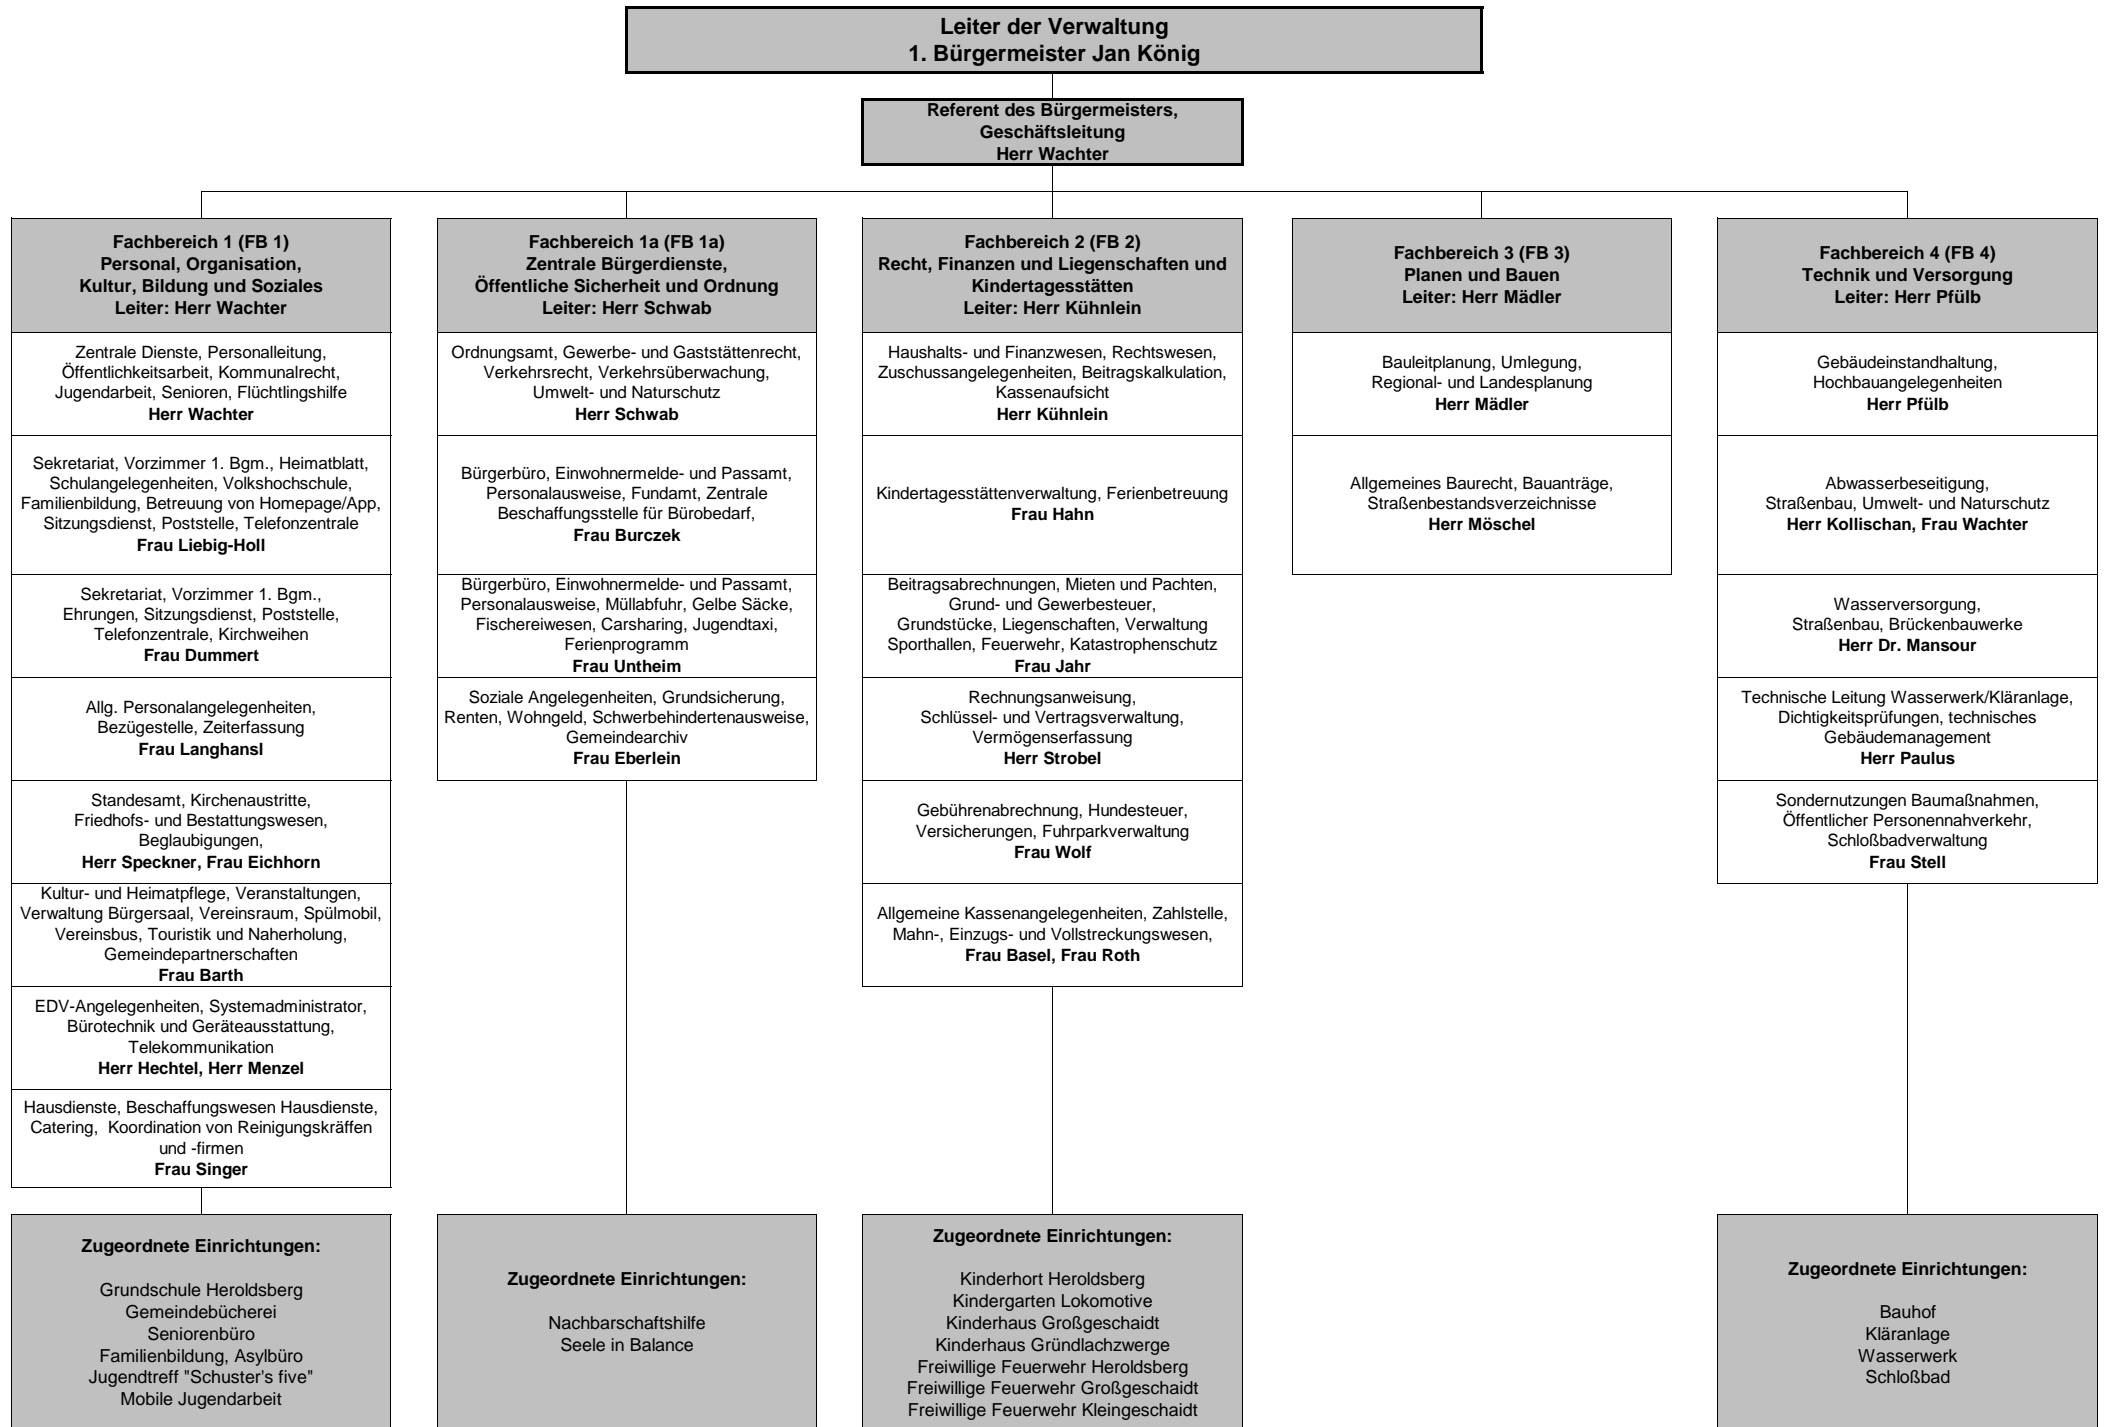 Leiter der Verwaltung
1. Bürgermeister Jan König
Referent des Bürgermeisters,
Geschäftsleitung
Herr Wachter
Fachbereich 1 (FB 1)
Personal, Organisation,
Kultur, Bildung und Soziales
Leiter: Herr Wachter
Zentrale Dienste, Personalleitung,
Öffentlichkeitsarbeit, Kommunalrecht,
Jugendarbeit, Senioren, Flüchtlingshilfe
Herr Wachter
Sekretariat, Vorzimmer 1. Bgm., Heimatblatt,
Schulangelegenheiten, Volkshochschule,
Familienbildung, Betreuung von Homepage/App,
Sitzungsdienst, Poststelle, Telefonzentrale
Frau Liebig-Holl
Sekretariat, Vorzimmer 1. Bgm.,
Ehrungen, Sitzungsdienst, Poststelle,
Telefonzentrale, Kirchweihen
Frau Dummert
Allg. Personalangelegenheiten,
Bezügestelle, Zeiterfassung
Frau Langhansl
Standesamt, Kirchenaustritte,
Friedhofs- und Bestattungswesen,
Beglaubigungen,
Herr Speckner, Frau Eichhorn
Kultur- und Heimatpflege, Veranstaltungen,
Verwaltung Bürgersaal, Vereinsraum, Spülmobil,
Vereinsbus, Touristik und Naherholung,
Gemeindepartnerschaften
Frau Barth
EDV-Angelegenheiten, Systemadministrator,
Bürotechnik und Geräteausstattung,
Telekommunikation
Herr Hechtel, Herr Menzel
Hausdienste, Beschaffungswesen Hausdienste,
Catering,  Koordination von Reinigungskräffen
und -firmen
Frau Singer
Zugeordnete Einrichtungen:
Grundschule Heroldsberg
Gemeindebücherei
Seniorenbüro
Familienbildung, Asylbüro
Jugendtreff "Schuster's five"
Mobile Jugendarbeit
Fachbereich 1a (FB 1a)
Zentrale Bürgerdienste,
Öffentliche Sicherheit und Ordnung
Leiter: Herr Schwab
Ordnungsamt, Gewerbe- und Gaststättenrecht,
Verkehrsrecht, Verkehrsüberwachung,
Umwelt- und Naturschutz
Herr Schwab
Bürgerbüro, Einwohnermelde- und Passamt,
Personalausweise, Fundamt, Zentrale
Beschaffungsstelle für Bürobedarf,
Frau Burczek
Bürgerbüro, Einwohnermelde- und Passamt,
Personalausweise, Müllabfuhr, Gelbe Säcke,
Fischereiwesen, Carsharing, Jugendtaxi,
Ferienprogramm
Frau Untheim
Soziale Angelegenheiten, Grundsicherung,
Renten, Wohngeld, Schwerbehindertenausweise,
Gemeindearchiv
Frau Eberlein
Zugeordnete Einrichtungen:
Nachbarschaftshilfe
Seele in Balance
Fachbereich 2 (FB 2)
Recht, Finanzen und Liegenschaften und
Kindertagesstätten
Leiter: Herr Kühnlein
Haushalts- und Finanzwesen, Rechtswesen,
Zuschussangelegenheiten, Beitragskalkulation,
Kassenaufsicht
Herr Kühnlein
Kindertagesstättenverwaltung, Ferienbetreuung
Frau Hahn
Beitragsabrechnungen, Mieten und Pachten,
Grund- und Gewerbesteuer,
Grundstücke, Liegenschaften, Verwaltung
Sporthallen, Feuerwehr, Katastrophenschutz
Frau Jahr
Rechnungsanweisung,
Schlüssel- und Vertragsverwaltung,
Vermögenserfassung
Herr Strobel
Gebührenabrechnung, Hundesteuer,
Versicherungen, Fuhrparkverwaltung
Frau Wolf
Allgemeine Kassenangelegenheiten, Zahlstelle,
Mahn-, Einzugs- und Vollstreckungswesen,
Frau Basel, Frau Roth
Zugeordnete Einrichtungen:
Kinderhort Heroldsberg
Kindergarten Lokomotive
Kinderhaus Großgeschaidt
Kinderhaus Gründlachzwerge
Freiwillige Feuerwehr Heroldsberg
Freiwillige Feuerwehr Großgeschaidt
Freiwillige Feuerwehr Kleingeschaidt
Fachbereich 3 (FB 3)
Planen und Bauen
Leiter: Herr Mädler
Bauleitplanung, Umlegung,
Regional- und Landesplanung
Herr Mädler
Allgemeines Baurecht, Bauanträge,
Straßenbestandsverzeichnisse
Herr Möschel
Fachbereich 4 (FB 4)
Technik und Versorgung
Leiter: Herr Pfülb
Gebäudeinstandhaltung,
Hochbauangelegenheiten
Herr Pfülb
Abwasserbeseitigung,
Straßenbau, Umwelt- und Naturschutz
Herr Kollischan, Frau Wachter
Wasserversorgung,
Straßenbau, Brückenbauwerke
Herr Dr. Mansour
Technische Leitung Wasserwerk/Kläranlage,
Dichtigkeitsprüfungen, technisches
Gebäudemanagement
Herr Paulus
Sondernutzungen Baumaßnahmen,
Öffentlicher Personennahverkehr,
Schloßbadverwaltung
Frau Stell
Zugeordnete Einrichtungen:
Bauhof
Kläranlage
Wasserwerk
Schloßbad